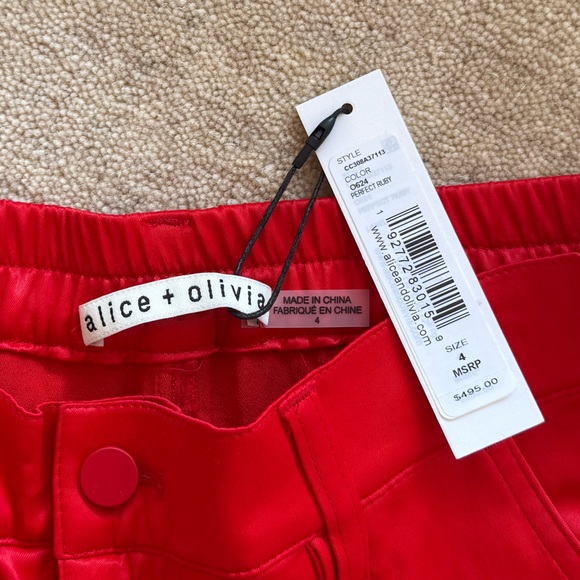 alice + olivia
MADE IN CHINA
FABRIQUÉ EN CHINE
4
STYLE
CC308A37113
COLOR
O624
PERFECT RUBY
1 92772 83015 9
www.aliceandolivia.com
SIZE
4
MSRP
$495.00